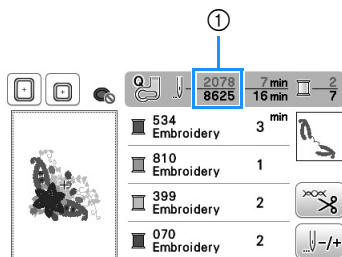 ①
Q 2078 7 min 2
8625 16 min 7
534 min
Embroidery 3
810
Embroidery 1
399
Embroidery 2
070
Embroidery 2
-/+